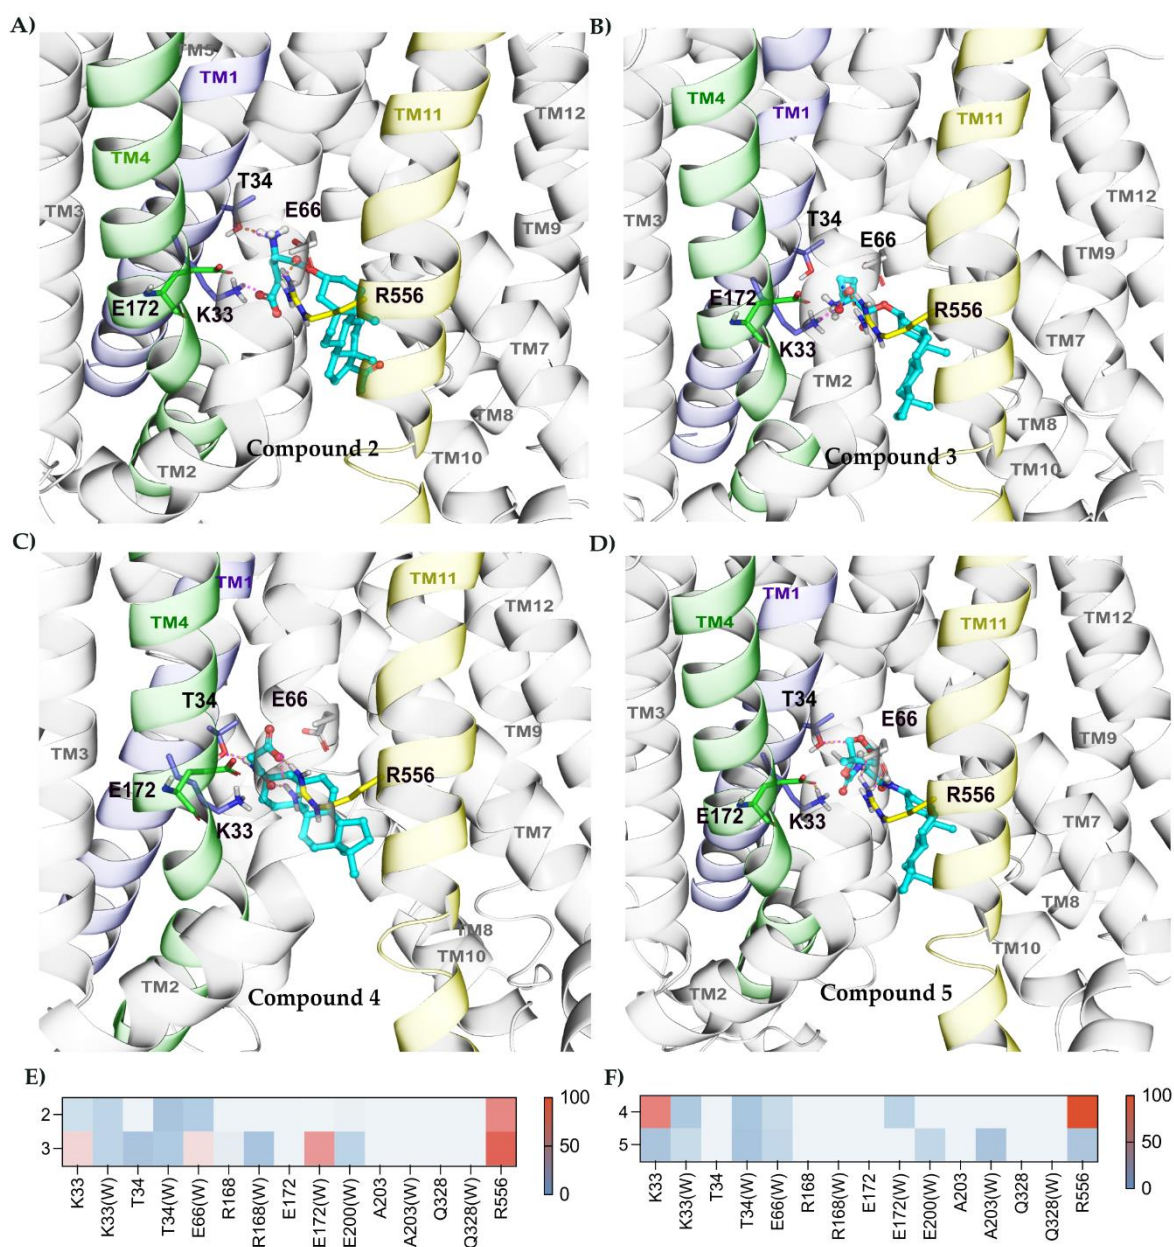 A)
TM5
TM1
TM11
TM12
TM4
T34
TM3
E66
TM9
E172
K33
R556
TM7
TM8
Compound 2
TM10
TM2
B)
TM4
TM1
TM11
TM12
TM3
T34
E66
TM9
E172
R556
K33
TM7
TM2
TM8
Compound 3
TM10
C)
TM1
TM11
TM12
TM4
T34
E66
TM3
TM9
R556
E172
K33
TM7
TM8
TM10
TM2
Compound 4
D)
TM1
TM11
TM12
TM4
TM3
T34
E66
TM9
R556
E172
K33
TM7
TM8
TM10
TM2
Compound 5
E)
2
3
100
50
0
K33
K33(W)
T34
T34(W)
E66(W)
R168
R168(W)
E172
E172(W)
E200(W)
A203
A203(W)
Q328
Q328(W)
R556
F)
4
5
100
50
0
K33
K33(W)
T34
T34(W)
E66(W)
R168
R168(W)
E172
E172(W)
E200(W)
A203
A203(W)
Q328
Q328(W)
R556